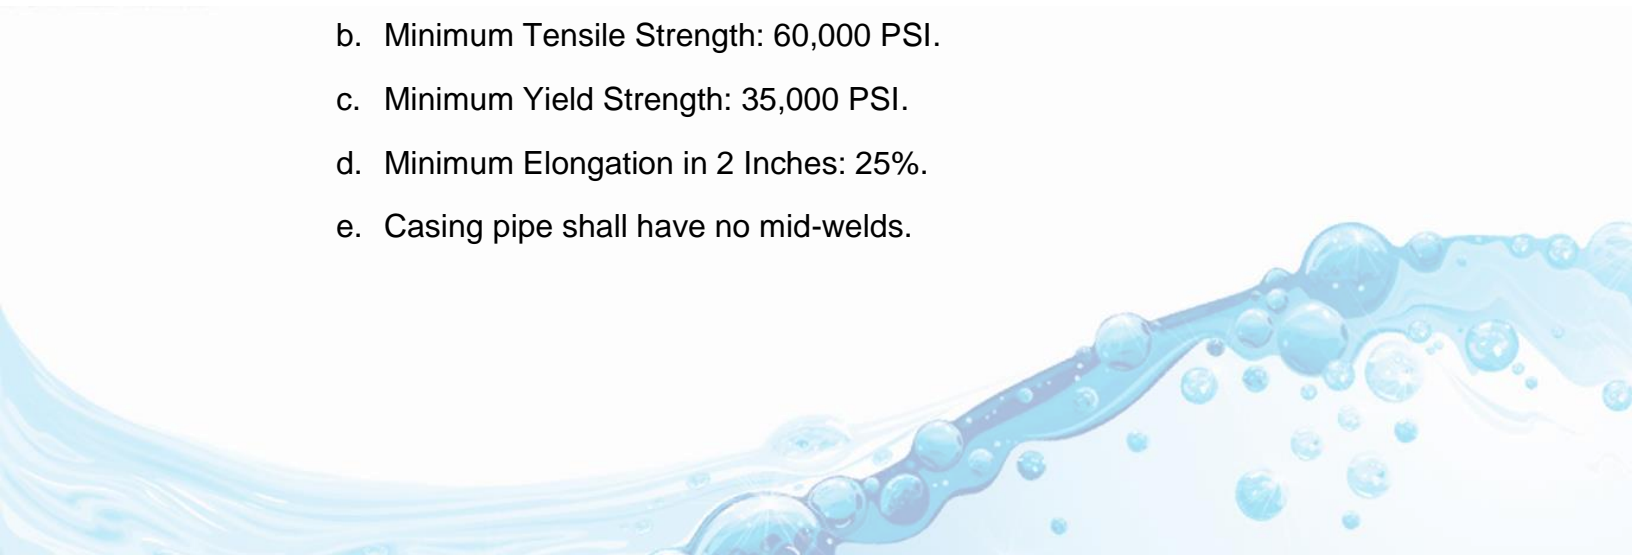 b. Minimum Tensile Strength: 60,000 PSI.
c. Minimum Yield Strength: 35,000 PSI.
d. Minimum Elongation in 2 Inches: 25%.
e. Casing pipe shall have no mid-welds.